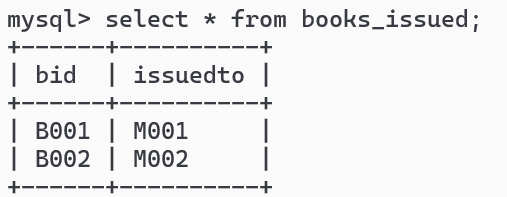 mysql> select * from books_issued;
+------+----------+
| bid  | issuedto |
+------+----------+
| B001 | M001     |
| B002 | M002     |
+------+----------+